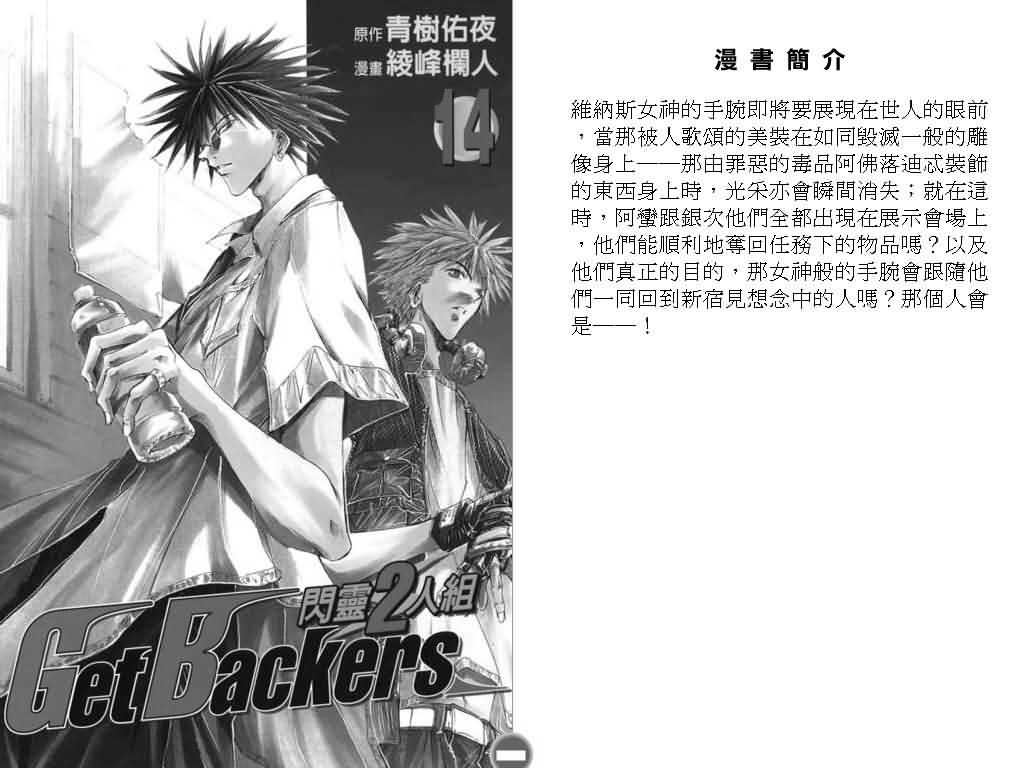 原作 青樹佑夜
漫畫 綾峰欄人
14
閃靈2人組
GetBackers
漫書簡介
維納斯女神的手腕即將要展現在世人的眼前
，當那被人歌頌的美裝在如同毀滅一般的雕
像身上——那由罪惡的毒品阿佛落迪忒裝飾
的東西身上時，光采亦會瞬間消失；就在這
時，阿蠻跟銀次他們全都出現在展示會場上
，他們能順利地奪回任務下的物品嗎？以及
他們真正的目的，那女神般的手腕會跟隨他
們一同回到新宿見想念中的人嗎？那個人會
是——！